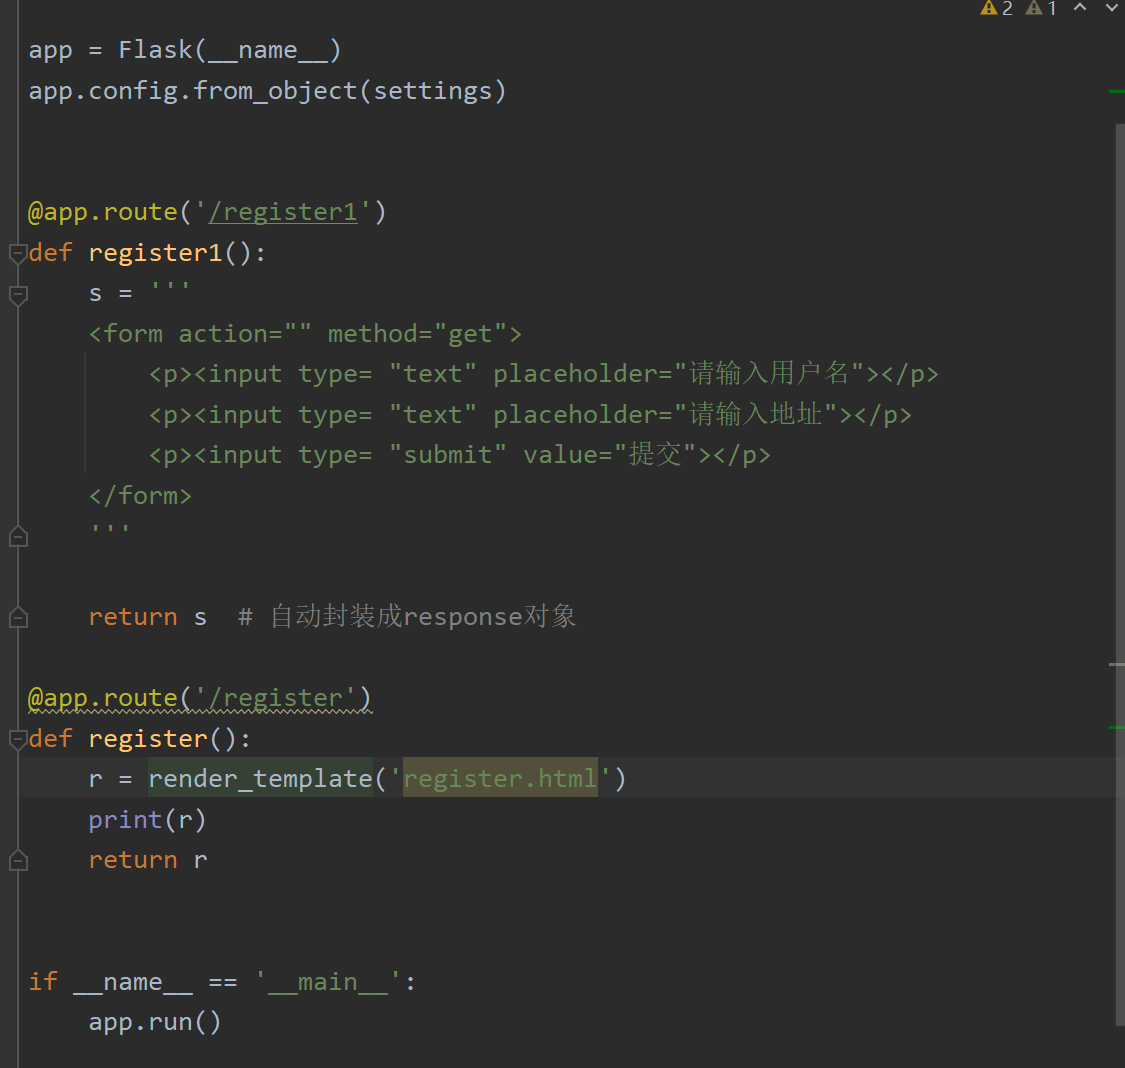 2 1
app = Flask(__name__)
app.config.from_object(settings)
@app.route('/register1')
def register1():
    s = '''
    <form action="" method="get">
        <p><input type= "text" placeholder="请输入用户名"></p>
        <p><input type= "text" placeholder="请输入地址"></p>
        <p><input type= "submit" value="提交"></p>
    </form>
    '''
    return s  # 自动封装成response对象
@app.route('/register')
def register():
    r = render_template('register.html')
    print(r)
    return r
if __name__ == '__main__':
    app.run()